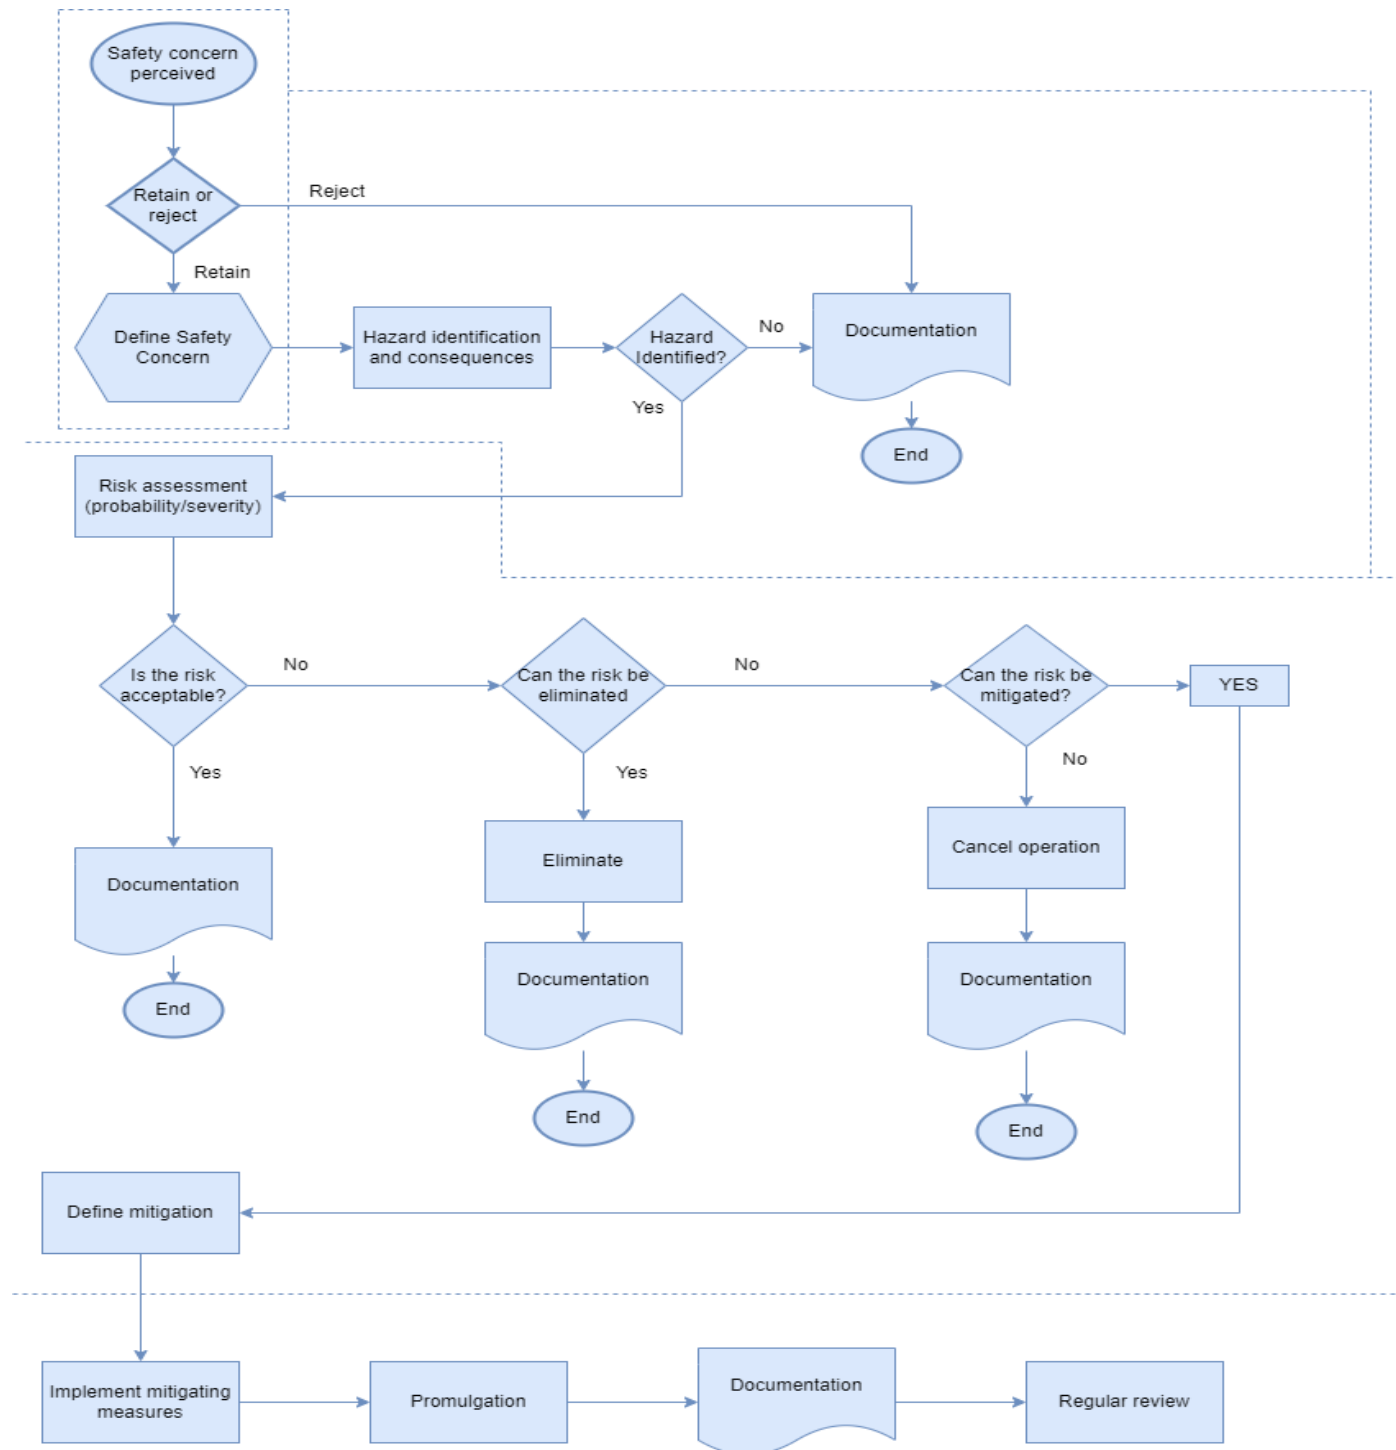 Safety concern
perceived
Retain or
reject
Reject
Retain
Define Safety
Concern
Hazard identification
and consequences
Hazard
Identified?
No
Yes
Documentation
End
Risk assessment
(probability/severity)
Is the risk
acceptable?
No
Can the risk be
eliminated
No
Can the risk be
mitigated?
YES
Yes
Yes
No
Documentation
Eliminate
Cancel operation
End
Documentation
Documentation
End
End
Define mitigation
Implement mitigating
measures
Promulgation
Documentation
Regular review